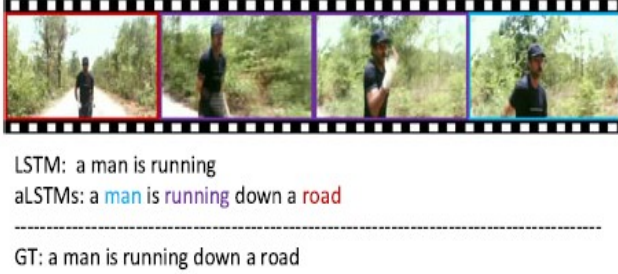 LSTM: a man is running
aLSTMs: a man is running down a road
GT: a man is running down a road